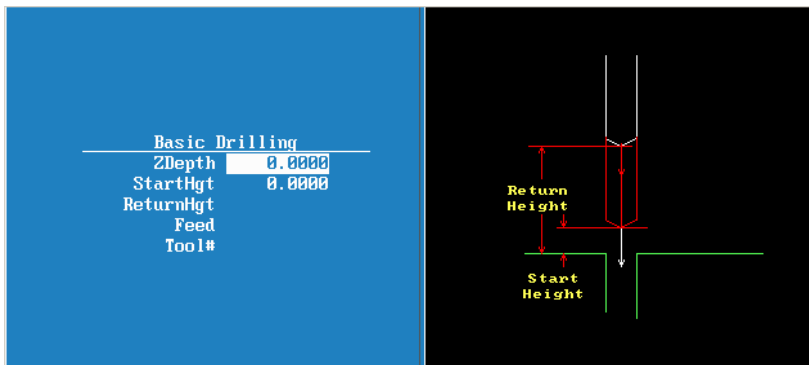 Basic Drilling
ZDepth 0.0000
StartHgt 0.0000
ReturnHgt
Feed
Tool#
Return
Height
Start
Height